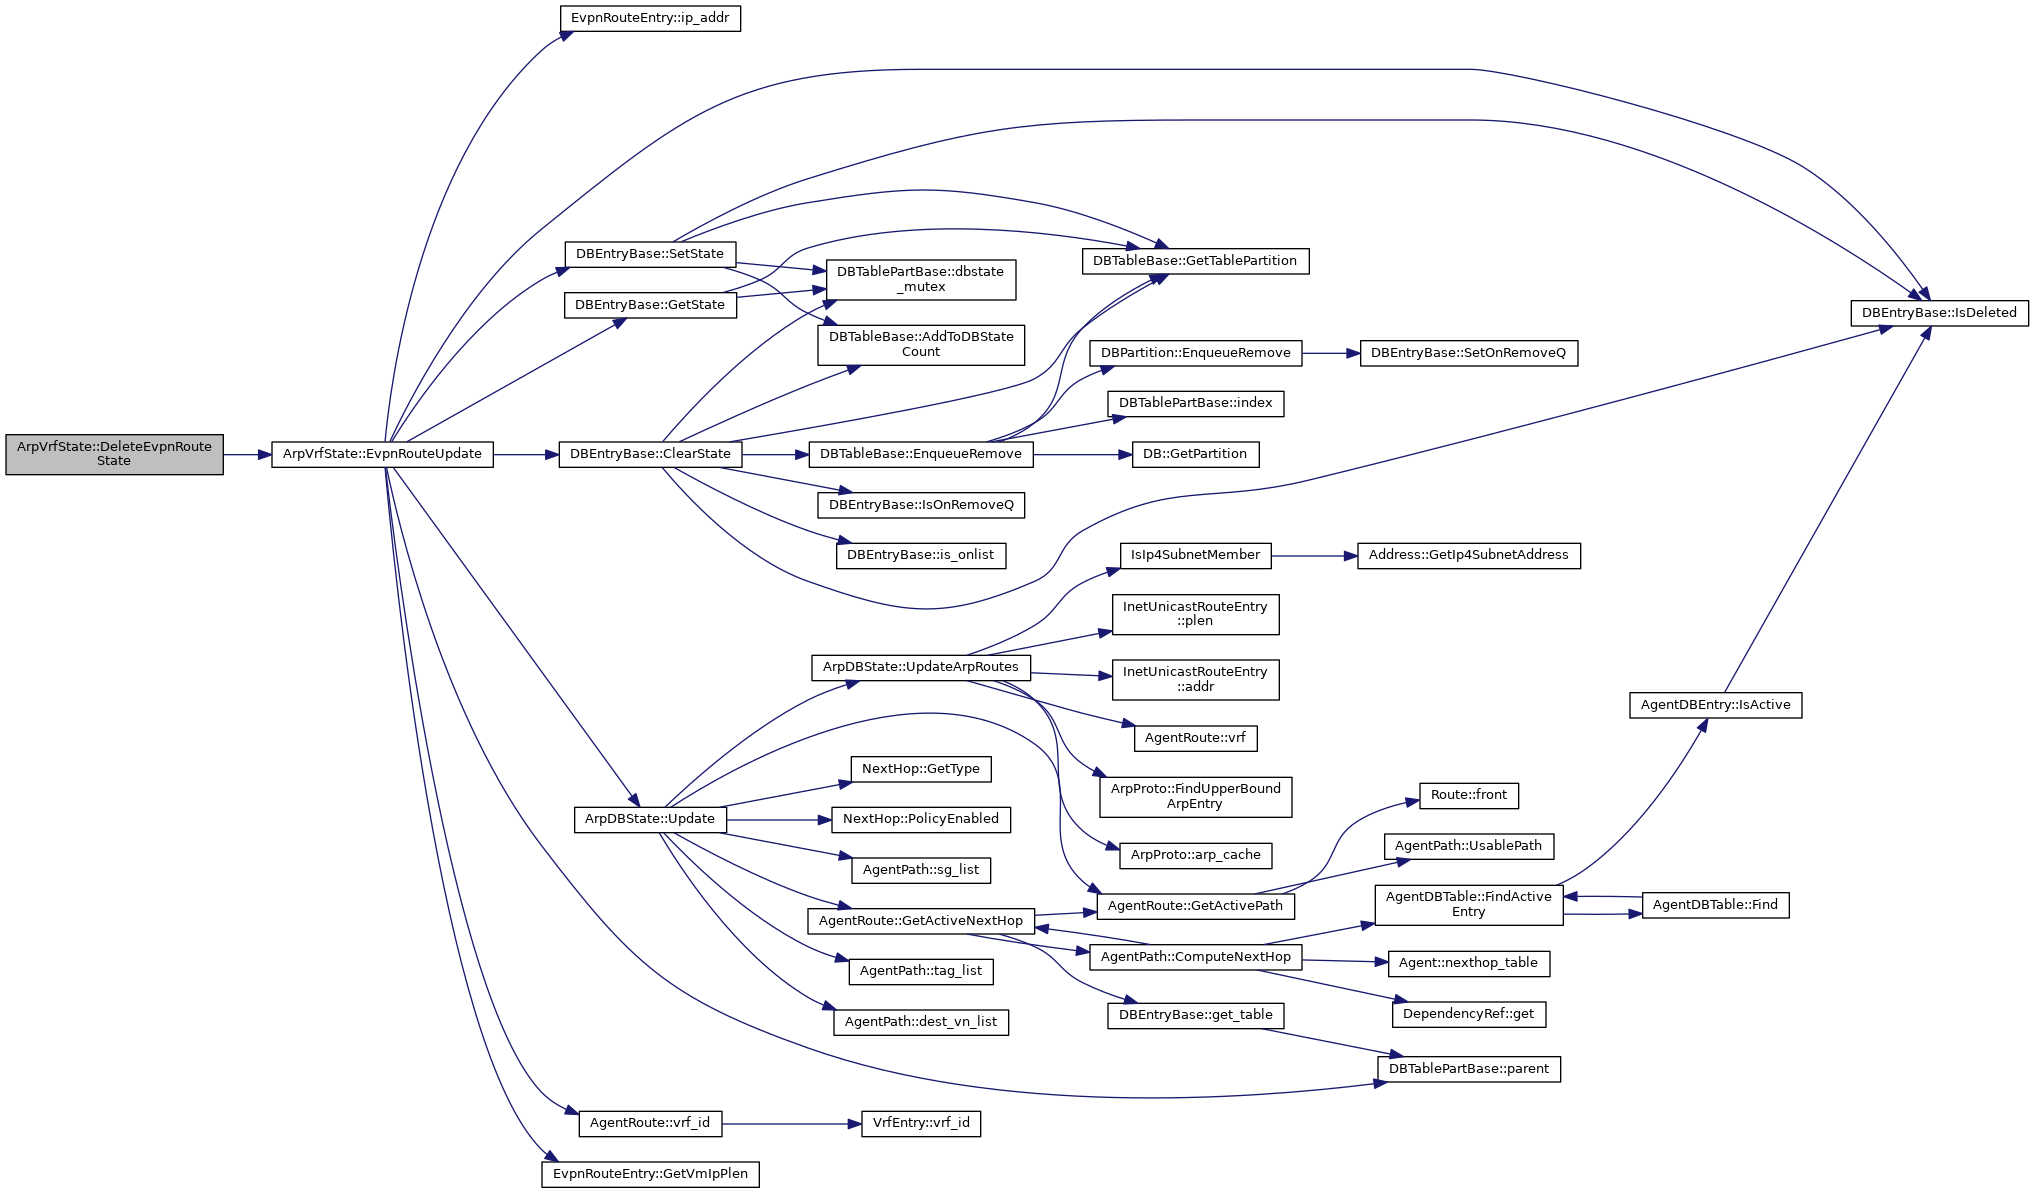 EvpnRouteEntry::ip_addr
DBEntryBase::SetState
DBTableBase::GetTablePartition
DBTablePartBase::dbstate
_mutex
DBEntryBase::GetState
DBEntryBase::IsDeleted
DBTableBase::AddToDBState
Count
DBPartition::EnqueueRemove
DBEntryBase::SetOnRemoveQ
DBTablePartBase::index
ArpVrfState::DeleteEvpnRoute
State
ArpVrfState::EvpnRouteUpdate
DBEntryBase::ClearState
DBTableBase::EnqueueRemove
DB::GetPartition
DBEntryBase::IsOnRemoveQ
DBEntryBase::is_onlist
IsIp4SubnetMember
Address::GetIp4SubnetAddress
InetUnicastRouteEntry
::plen
ArpDBState::UpdateArpRoutes
InetUnicastRouteEntry
::addr
AgentDBEntry::IsActive
AgentRoute::vrf
NextHop::GetType
ArpProto::FindUpperBound
ArpEntry
Route::front
ArpDBState::Update
NextHop::PolicyEnabled
AgentPath::UsablePath
ArpProto::arp_cache
AgentPath::sg_list
AgentRoute::GetActivePath
AgentDBTable::FindActive
Entry
AgentDBTable::Find
AgentRoute::GetActiveNextHop
AgentPath::ComputeNextHop
Agent::nexthop_table
AgentPath::tag_list
DBEntryBase::get_table
DependencyRef::get
AgentPath::dest_vn_list
DBTablePartBase::parent
AgentRoute::vrf_id
VrfEntry::vrf_id
EvpnRouteEntry::GetVmIpPlen